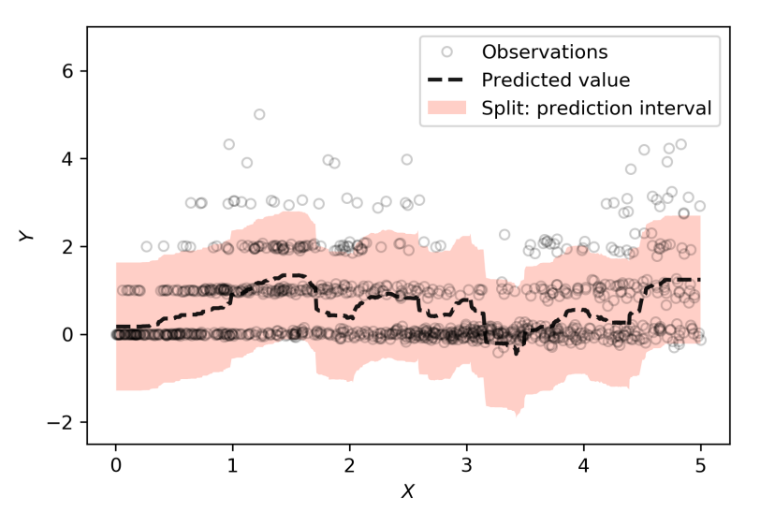 Observations
Predicted value
Split: prediction interval
6
4
2
0
−2
Y
0 1 2 3 4 5
X